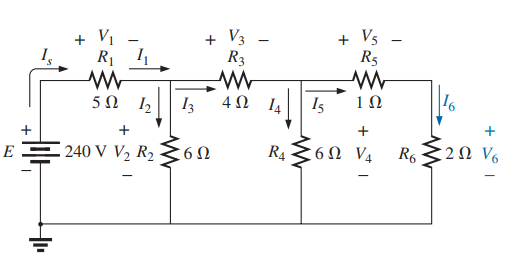 + V₁ − + V₃ − + V₅ −
Iₛ R₁ I₁ R₃ R₅
5 Ω I₂ I₃ 4 Ω I₄ I₅ 1 Ω I₆
+ + + +
E 240 V V₂ R₂ 6 Ω R₄ 6 Ω V₄ R₆ 2 Ω V₆
− − − −